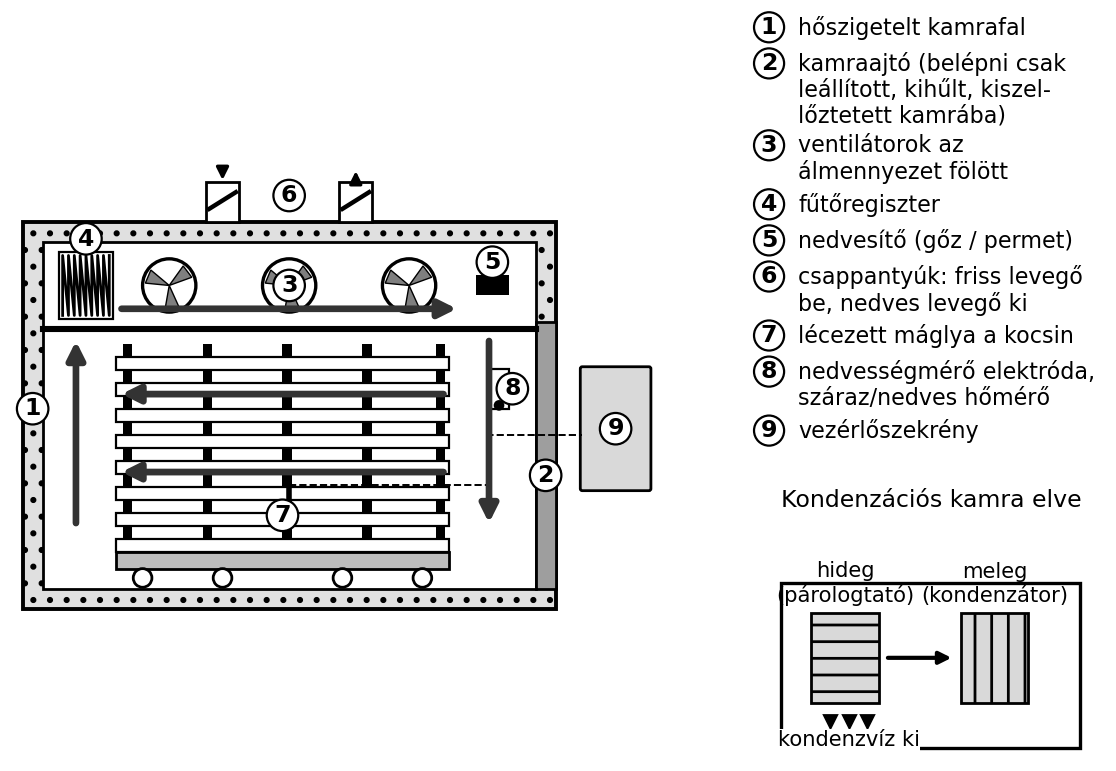 1 hőszigetelt kamrafal
2 kamraajtó (belépni csak
leállított, kihűlt, kiszel-
lőztetett kamrába)
3 ventilátorok az
álmennyezet fölött
4 fűtőregiszter
5 nedvesítő (gőz / permet)
6 csappantyúk: friss levegő
be, nedves levegő ki
7 lécezett máglya a kocsin
8 nedvességmérő elektróda,
száraz/nedves hőmérő
9 vezérlőszekrény
6
4
5
3
8
1
9
2
7
Kondenzációs kamra elve
hideg
(párologtató)
meleg
(kondenzátor)
kondenzvíz ki